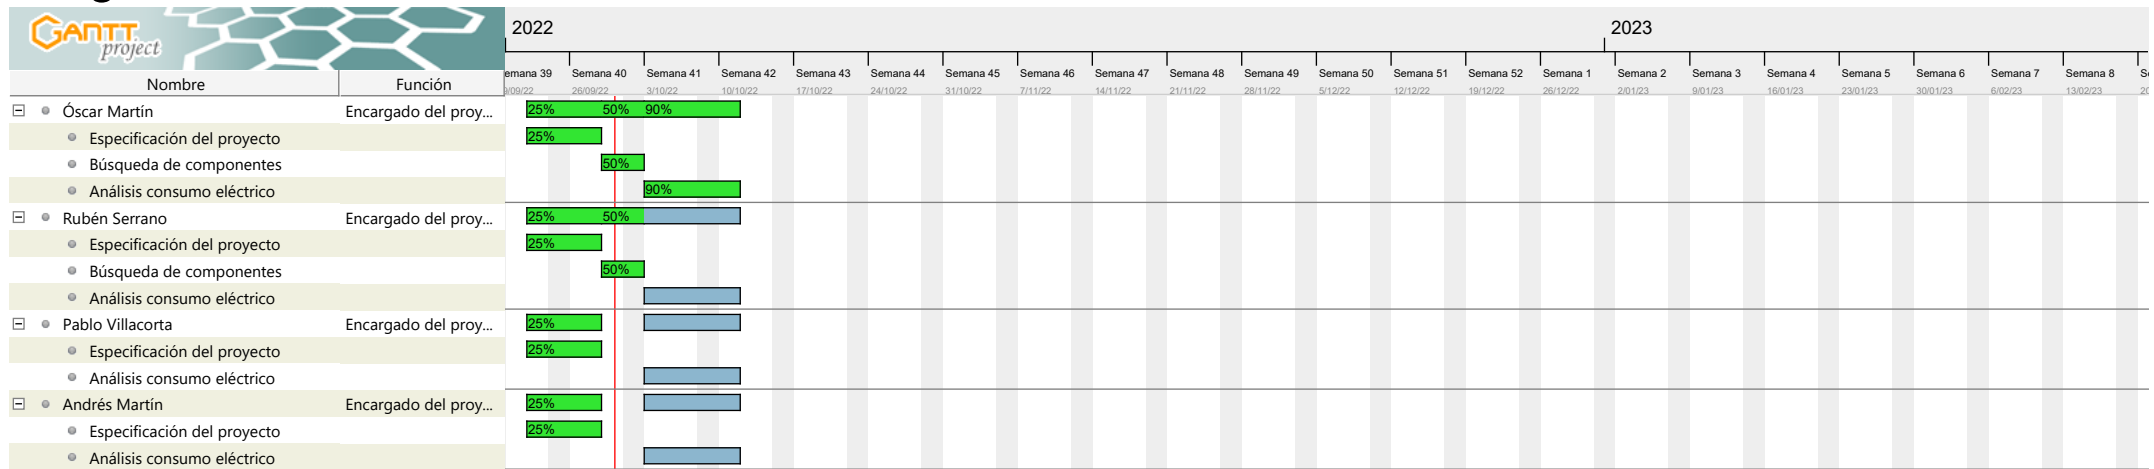 GANTT
project
2022
2023
emana 39 Semana 40 Semana 41 Semana 42 Semana 43 Semana 44 Semana 45 Semana 46 Semana 47 Semana 48 Semana 49 Semana 50 Semana 51 Semana 52 Semana 1 Semana 2 Semana 3 Semana 4 Semana 5 Semana 6 Semana 7 Semana 8
Nombre Función
/09/22 26/09/22 3/10/22 10/10/22 17/10/22 24/10/22 31/10/22 7/11/22 14/11/22 21/11/22 28/11/22 5/12/22 12/12/22 19/12/22 26/12/22 2/01/23 9/01/23 16/01/23 23/01/23 30/01/23 6/02/23 13/02/23 20
Óscar Martín Encargado del proy... 25% 50% 90%
Especificación del proyecto 25%
Búsqueda de componentes 50%
Análisis consumo eléctrico 90%
Rubén Serrano Encargado del proy... 25% 50%
Especificación del proyecto 25%
Búsqueda de componentes 50%
Análisis consumo eléctrico
Pablo Villacorta Encargado del proy... 25%
Especificación del proyecto 25%
Análisis consumo eléctrico
Andrés Martín Encargado del proy... 25%
Especificación del proyecto 25%
Análisis consumo eléctrico